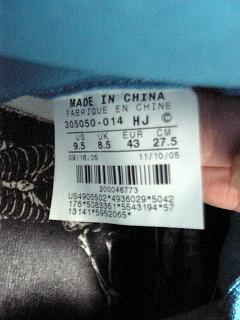 MADE IN CHINA
FABRIQUE EN CHINE
305050-014 HJ ©
US UK EUR CM
9.5 8.5 43 27.5
09/16/05 11/10/05
200046773
US4905502*4936029*5042
176*5083361*5543194*57
13141*5952065*